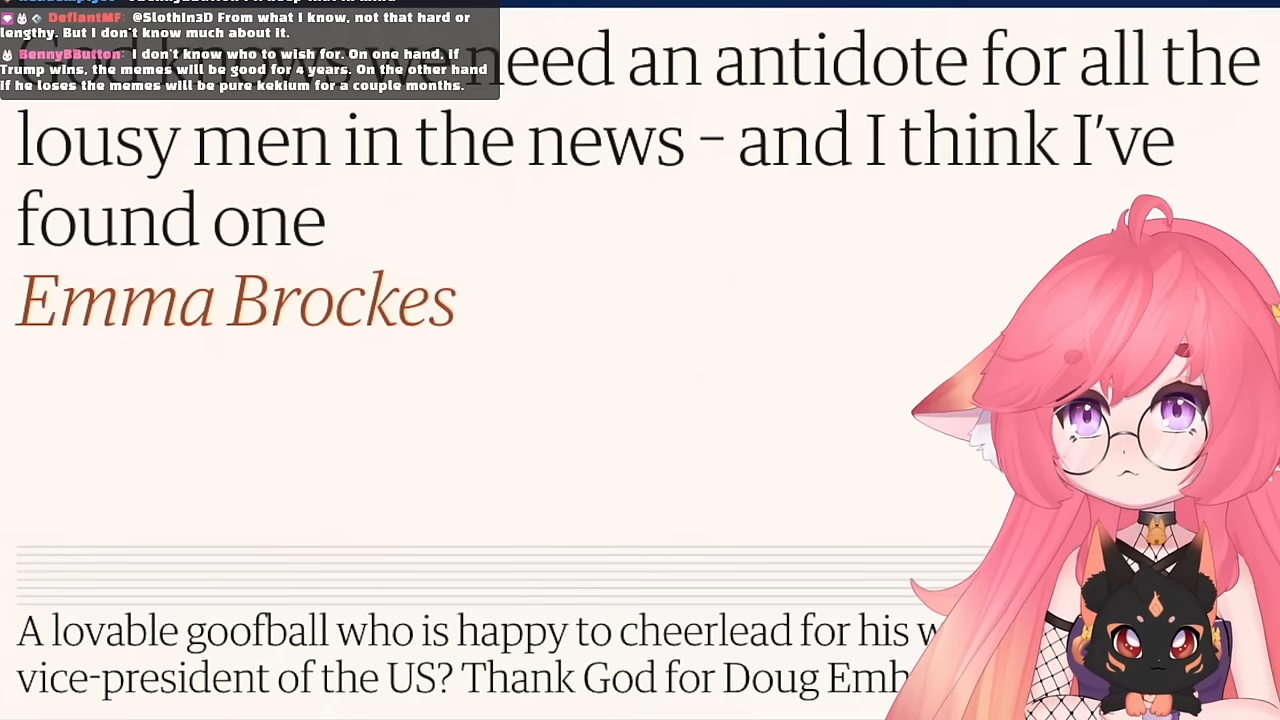 DefiantMF: @SlothIn3D From what I know, not that hard or
lengthy. But I don't know much about it.
BennyBButton: I don't know who to wish for. On one hand, if
Trump wins, the memes will be good for 4 years. On the other hand
if he loses the memes will be pure kekium for a couple months.
need an antidote for all the
lousy men in the news – and I think I've
found one
Emma Brockes
A lovable goofball who is happy to cheerlead for his
vice-president of the US? Thank God for Doug